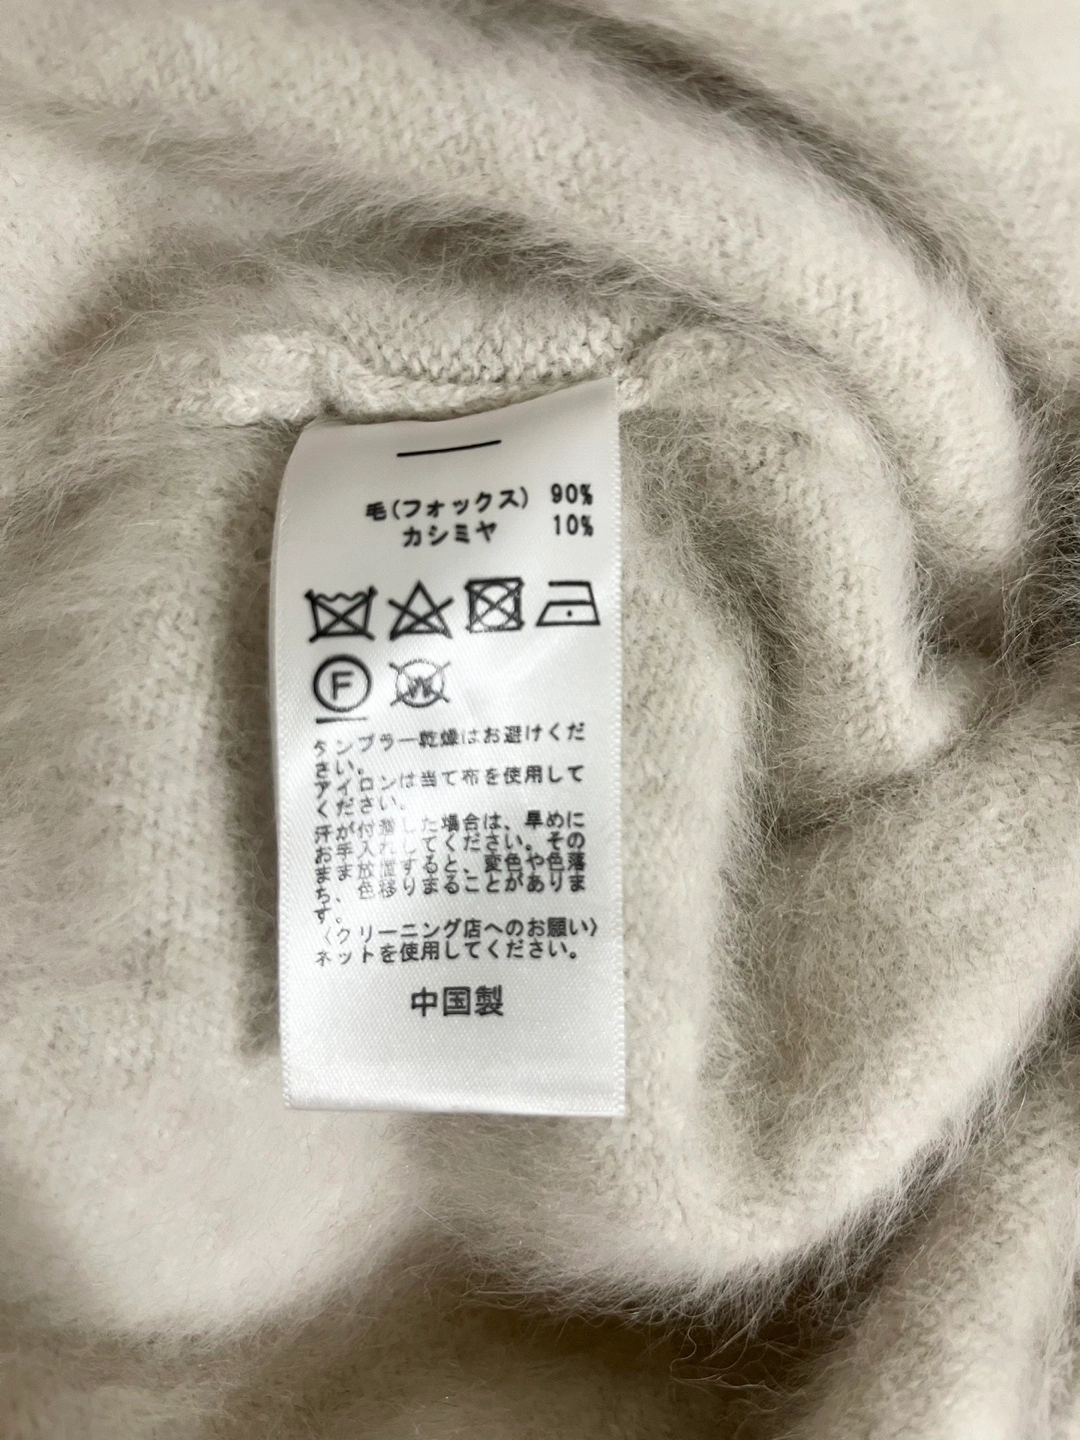 毛(フォックス) 90%
カシミヤ 10%
F
W
タンブラー乾燥はお避けくだ
さい。
アイロンは当て布を使用して
ください。
汗が付着した場合は、早めに
お手入れしてください。その
まま放置すると、変色や色落
ち、色移りまることがありま
す。
〈クリーニング店へのお願い〉
ネットを使用してください。
中国製